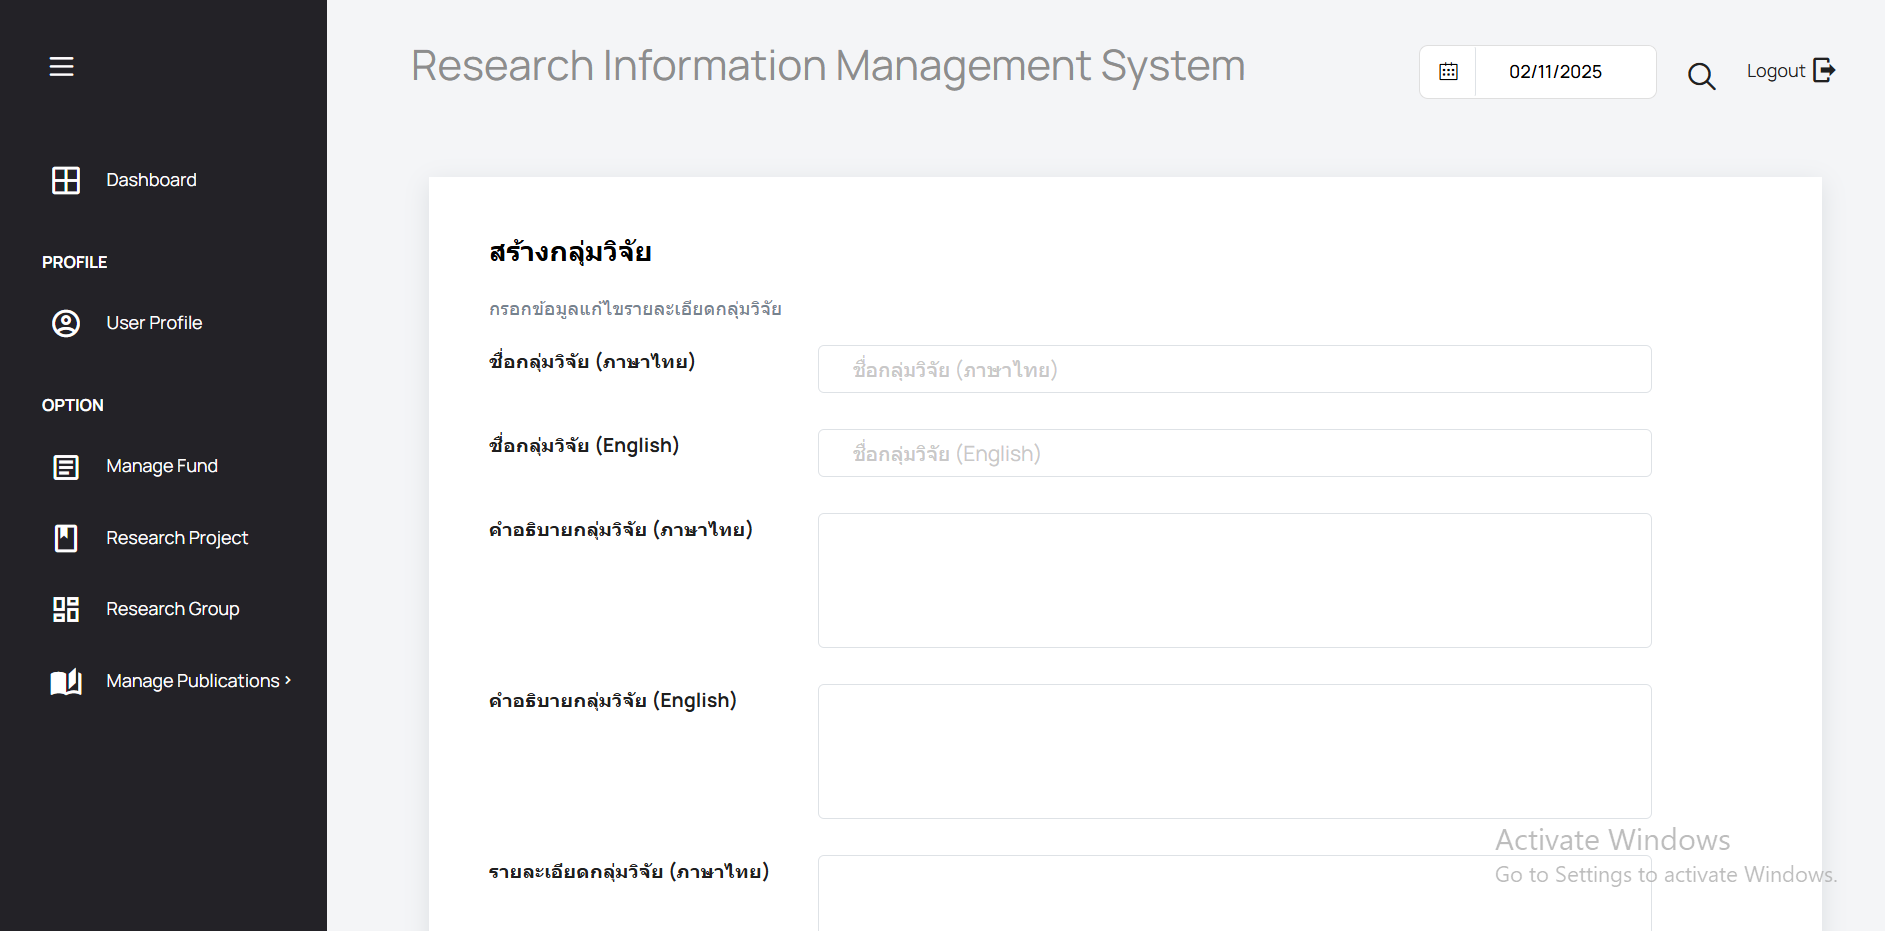 Research Information Management System
02/11/2025
Logout
Dashboard
PROFILE
User Profile
OPTION
Manage Fund
Research Project
Research Group
Manage Publications
สร้างกลุ่มวิจัย
กรอกข้อมูลแก้ไขรายละเอียดกลุ่มวิจัย
ชื่อกลุ่มวิจัย (ภาษาไทย)
ชื่อกลุ่มวิจัย (ภาษาไทย)
ชื่อกลุ่มวิจัย (English)
ชื่อกลุ่มวิจัย (English)
คำอธิบายกลุ่มวิจัย (ภาษาไทย)
คำอธิบายกลุ่มวิจัย (English)
รายละเอียดกลุ่มวิจัย (ภาษาไทย)
Activate Windows
Go to Settings to activate Windows.